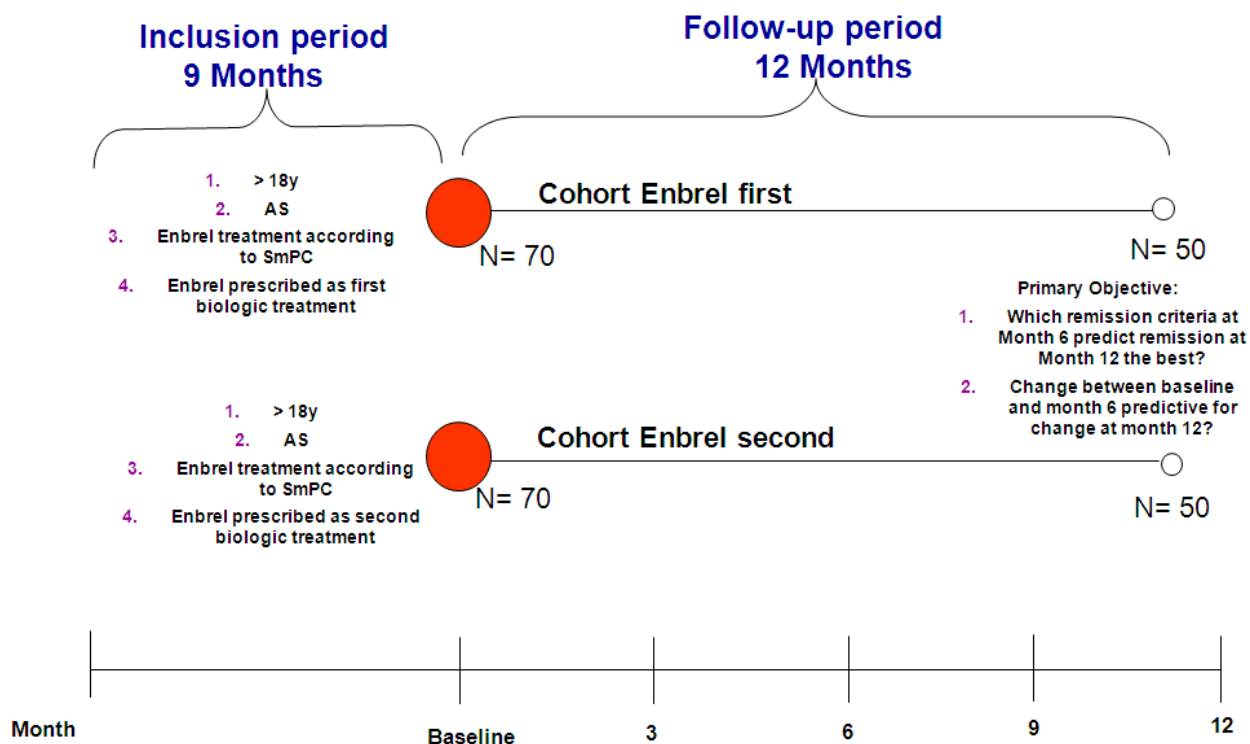 Inclusion period
9 Months
Follow-up period
12 Months
1. > 18y
2. AS
3. Enbrel treatment according
to SmPC
4. Enbrel prescribed as first
biologic treatment
Cohort Enbrel first
N= 70
N= 50
Primary Objective:
1. Which remission criteria at
Month 6 predict remission at
Month 12 the best?
2. Change between baseline
and month 6 predictive for
change at month 12?
1. > 18y
2. AS
3. Enbrel treatment according
to SmPC
4. Enbrel prescribed as second
biologic treatment
Cohort Enbrel second
N= 70
N= 50
Month
Baseline
3
6
9
12